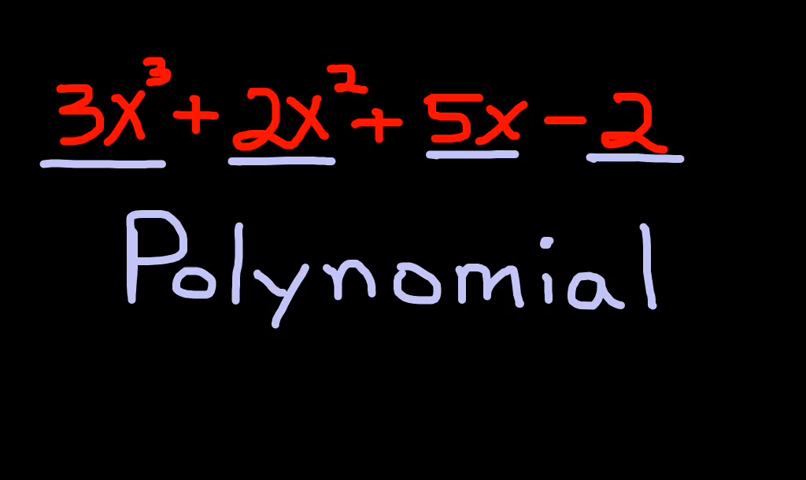 3x³ + 2x² + 5x - 2
Polynomial